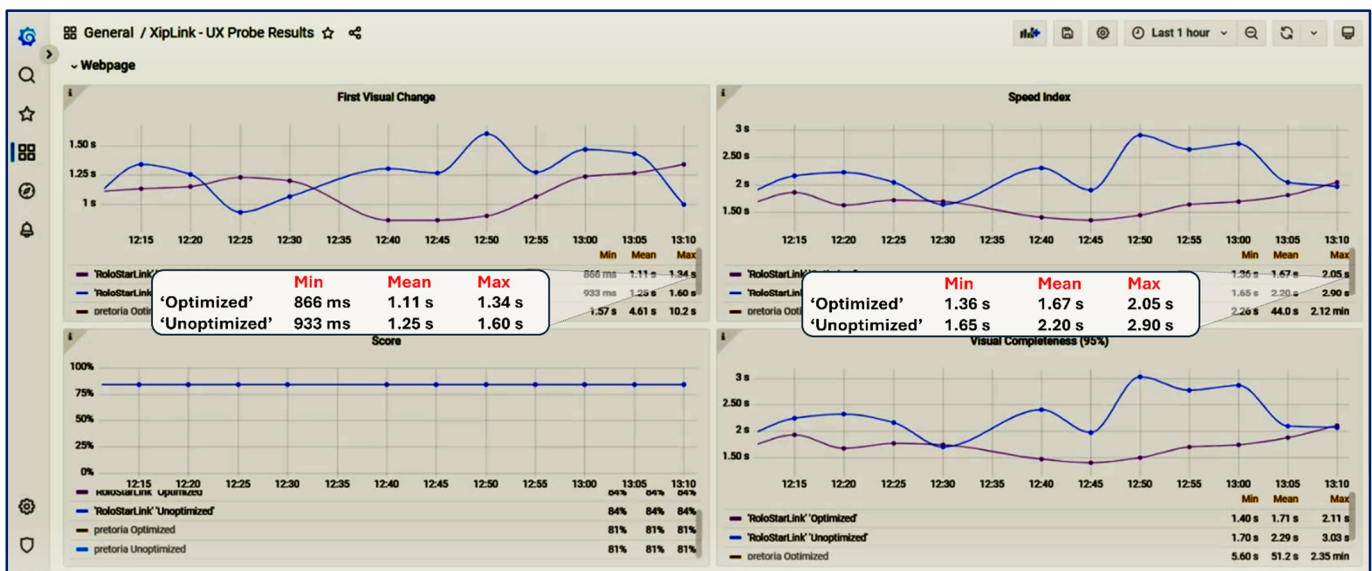 General / XipLink - UX Probe Results
Last 1 hour
Webpage
i
First Visual Change
1.50 s
1.25 s
1 s
12:15 12:20 12:25 12:30 12:35 12:40 12:45 12:50 12:55 13:00 13:05 13:10
Min Mean Max
'RoloStarLink' 866 ms 1.11 s 1.34 s
'RoloStarLink 933 ms 1.25 s 1.60 s
pretoria Opti 1.57 s 4.61 s 10.2 s
Min Mean Max
‘Optimized’ 866 ms 1.11 s 1.34 s
‘Unoptimized’ 933 ms 1.25 s 1.60 s
i
Speed Index
3 s
2.50 s
2 s
1.50 s
12:15 12:20 12:25 12:30 12:35 12:40 12:45 12:50 12:55 13:00 13:05 13:10
Min Mean Max
'RoloStarLink' 1.36 s 1.67 s 2.05 s
'RoloStarLink 1.65 s 2.20 s 2.90 s
pretoria Opti 2.26 s 44.0 s 2.12 min
Min Mean Max
‘Optimized’ 1.36 s 1.67 s 2.05 s
‘Unoptimized’ 1.65 s 2.20 s 2.90 s
i
Score
100%
75%
50%
25%
0%
12:15 12:20 12:25 12:30 12:35 12:40 12:45 12:50 12:55 13:00 13:05 13:10
'RoloStarLink' 'Optimized' 84% 84% 84%
'RoloStarLink' 'Unoptimized' 84% 84% 84%
pretoria Optimized 81% 81% 81%
pretoria Unoptimized 81% 81% 81%
i
Visual Completeness (95%)
3 s
2.50 s
2 s
1.50 s
12:15 12:20 12:25 12:30 12:35 12:40 12:45 12:50 12:55 13:00 13:05 13:10
Min Mean Max
'RoloStarLink' 'Optimized' 1.40 s 1.71 s 2.11 s
'RoloStarLink' 'Unoptimized' 1.70 s 2.29 s 3.03 s
pretoria Optimized 5.60 s 51.2 s 2.35 min